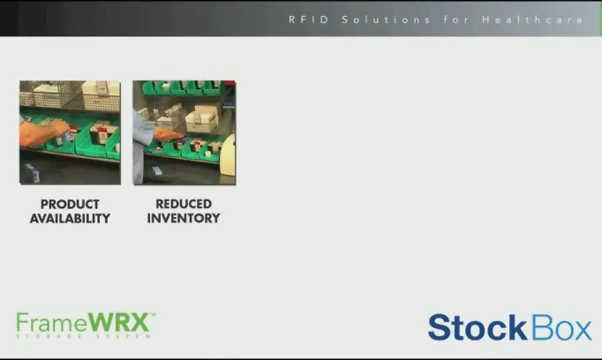 RFID Solutions for Healthcare
PRODUCT
AVAILABILITY
REDUCED
INVENTORY
FrameWRX™
STORAGE SYSTEM
StockBox